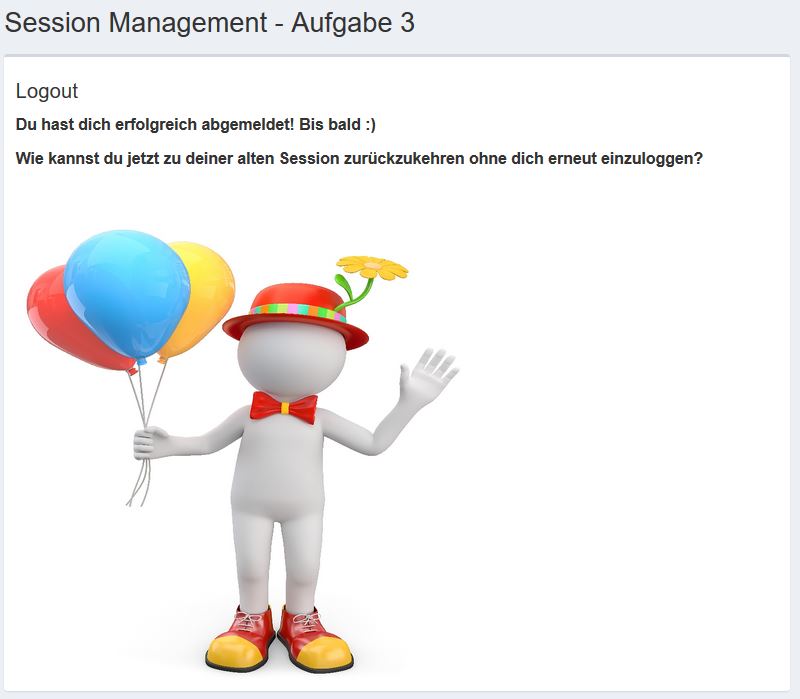 Session Management - Aufgabe 3
Logout
Du hast dich erfolgreich abgemeldet! Bis bald :)
Wie kannst du jetzt zu deiner alten Session zurückzukehren ohne dich erneut einzuloggen?